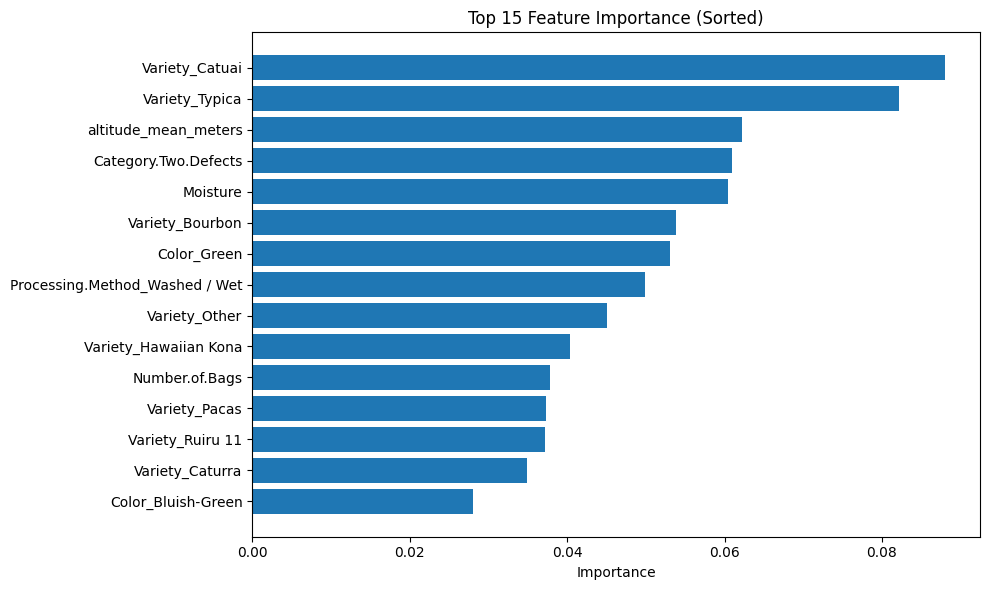 Top 15 Feature Importance (Sorted)
Variety_Catuai
Variety_Typica
altitude_mean_meters
Category.Two.Defects
Moisture
Variety_Bourbon
Color_Green
Processing.Method_Washed / Wet
Variety_Other
Variety_Hawaiian Kona
Number.of.Bags
Variety_Pacas
Variety_Ruiru 11
Variety_Caturra
Color_Bluish-Green
0.00 0.02 0.04 0.06 0.08
Importance